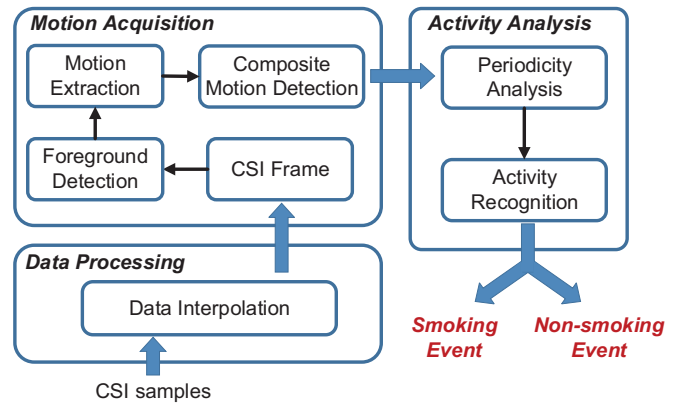 Motion Acquisition
Motion
Extraction
Composite
Motion Detection
Foreground
Detection
CSI Frame
Data Processing
Data Interpolation
CSI samples
Activity Analysis
Periodicity
Analysis
Activity
Recognition
Smoking
Event
Non-smoking
Event